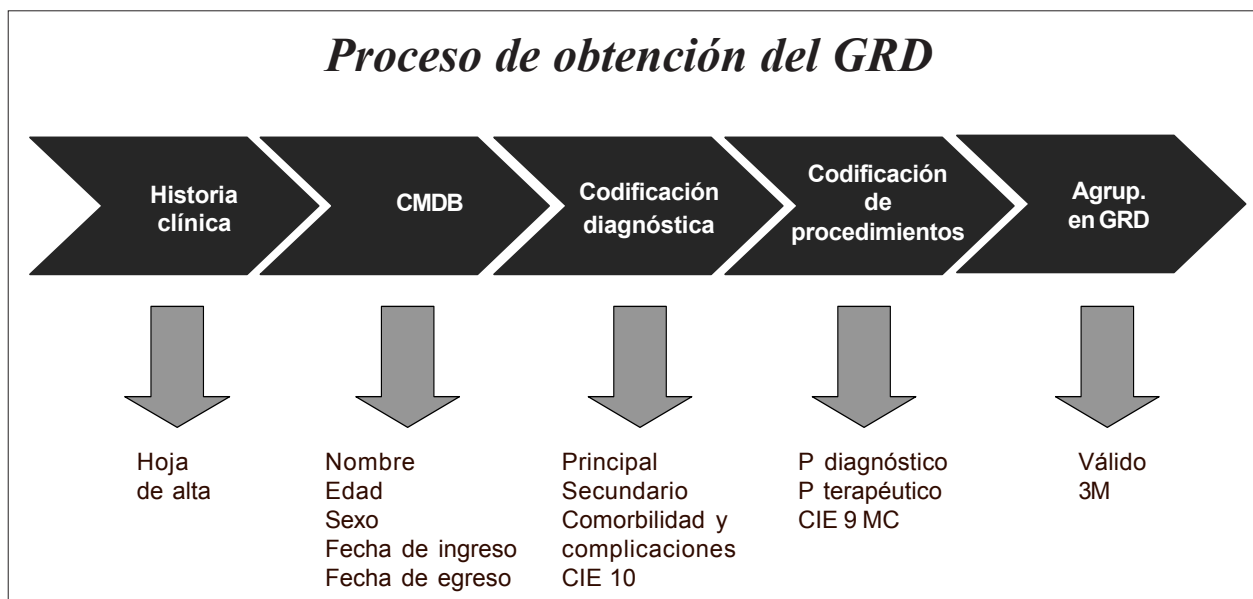 Proceso de obtención del GRD
Historia
clínica
CMDB
Codificación
diagnóstica
Codificación
de
procedimientos
Agrup.
en GRD
Hoja
de alta
Nombre
Edad
Sexo
Fecha de ingreso
Fecha de egreso
Principal
Secundario
Comorbilidad y
complicaciones
CIE 10
P diagnóstico
P terapéutico
CIE 9 MC
Válido
3M